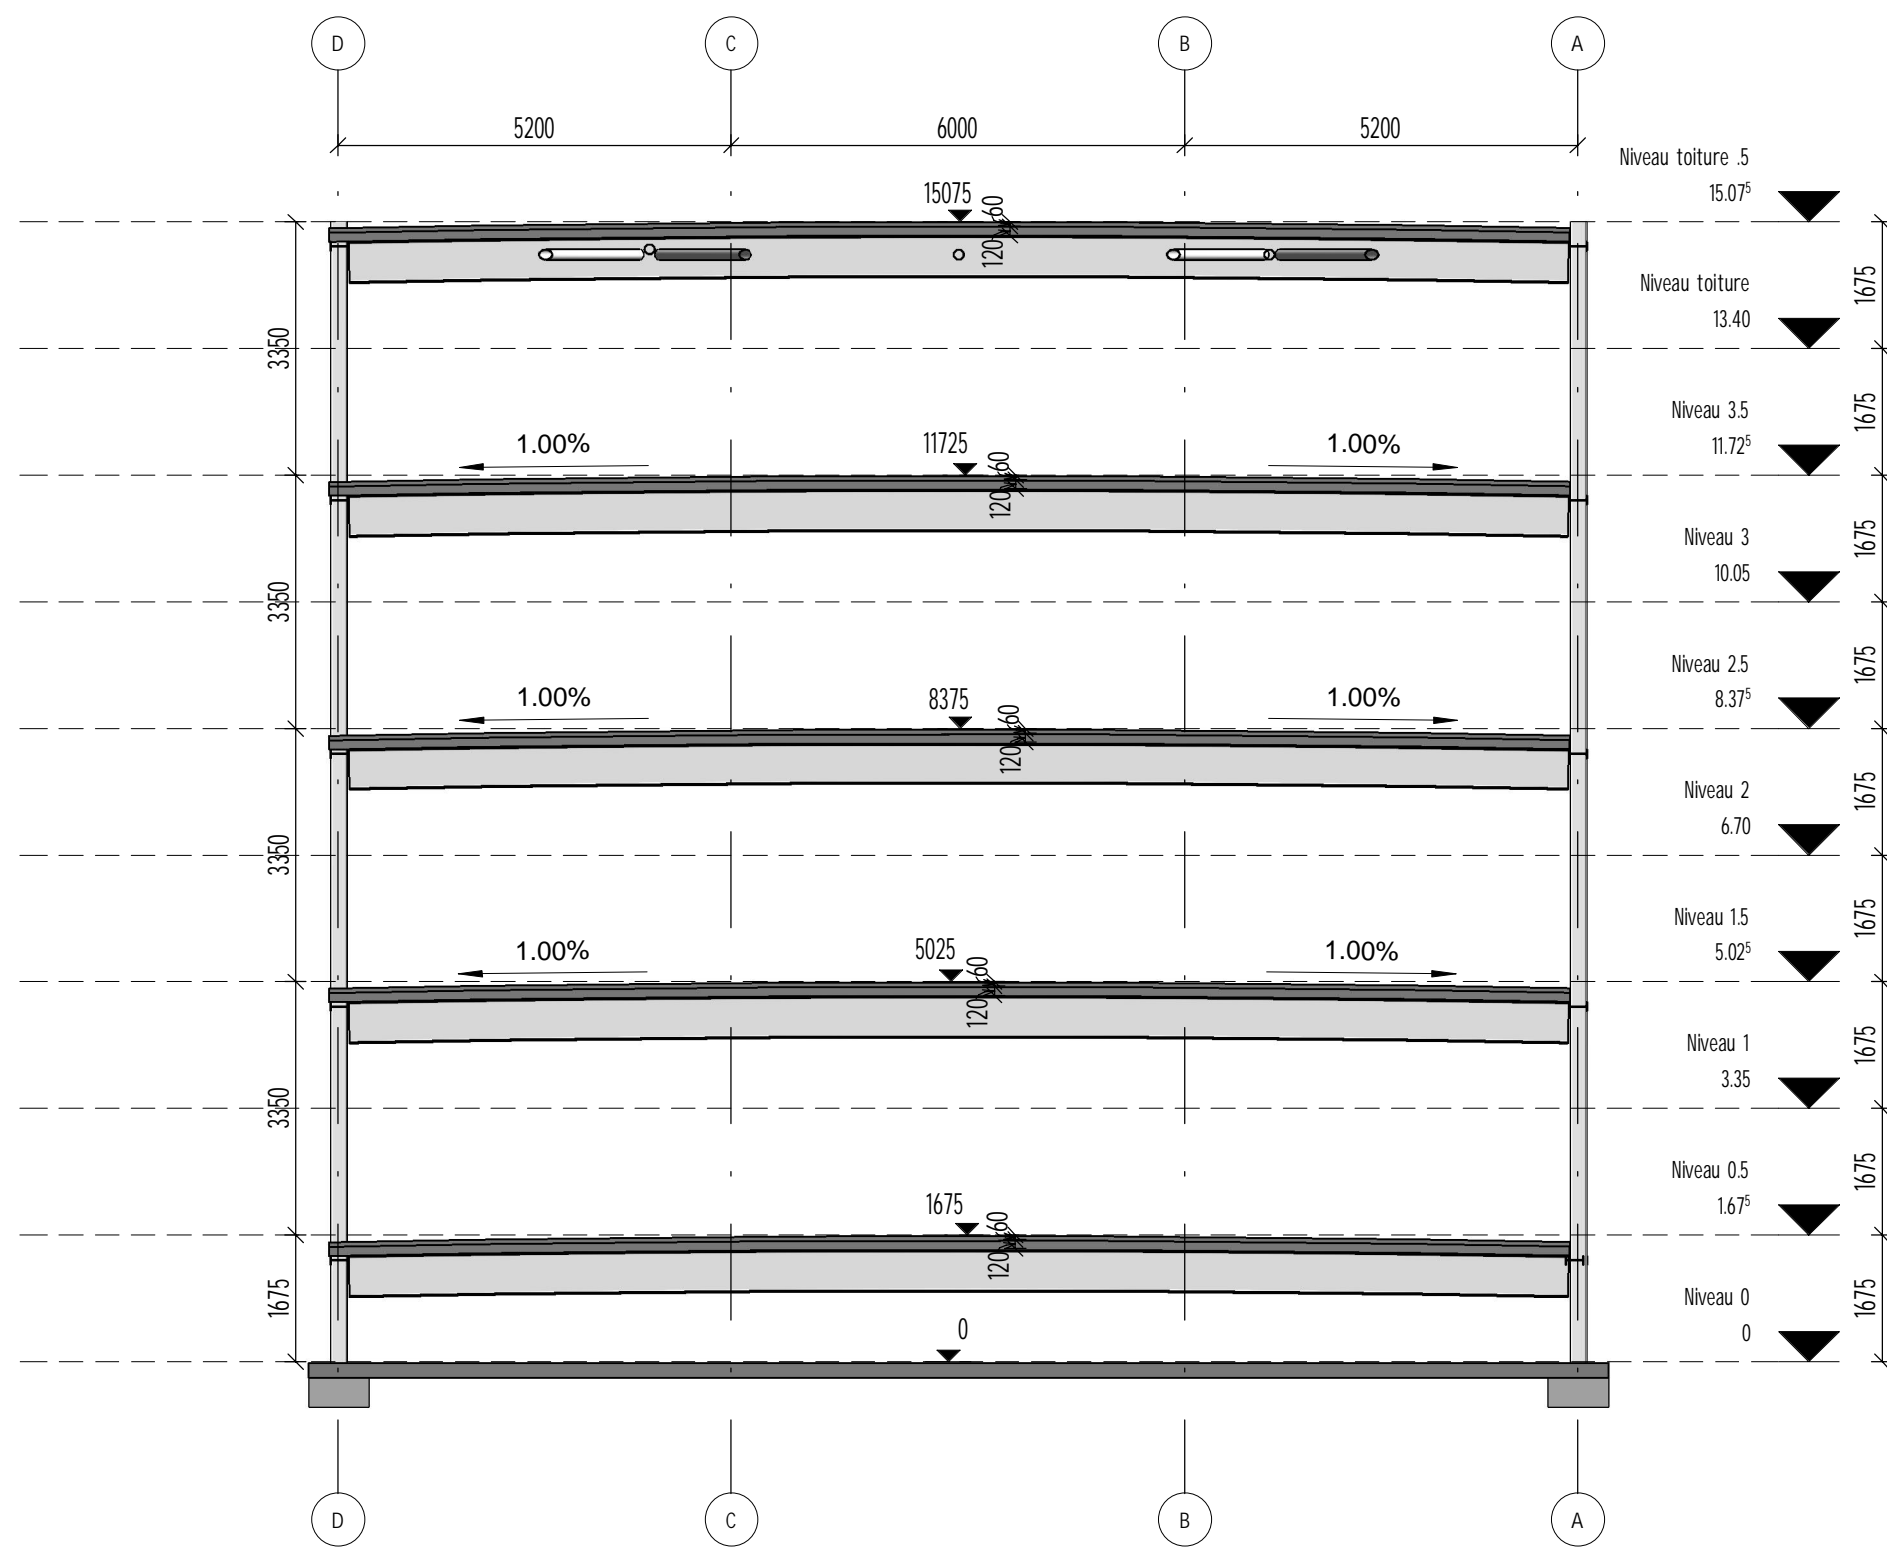 D C B A
5200 6000 5200
Niveau toiture .5
15.07⁵
15075
60
120
1675
Niveau toiture
13.40
3350
1675
Niveau 3.5
11.72⁵
1.00% 11725 1.00%
60
120
1675
Niveau 3
10.05
3350
1675
Niveau 2.5
8.37⁵
1.00% 8375 1.00%
60
120
1675
Niveau 2
6.70
3350
1675
Niveau 1.5
5.02⁵
1.00% 5025 1.00%
60
120
1675
Niveau 1
3.35
3350
1675
Niveau 0.5
1.67⁵
1675
60
120
1675
1675
Niveau 0
0
0
D C B A